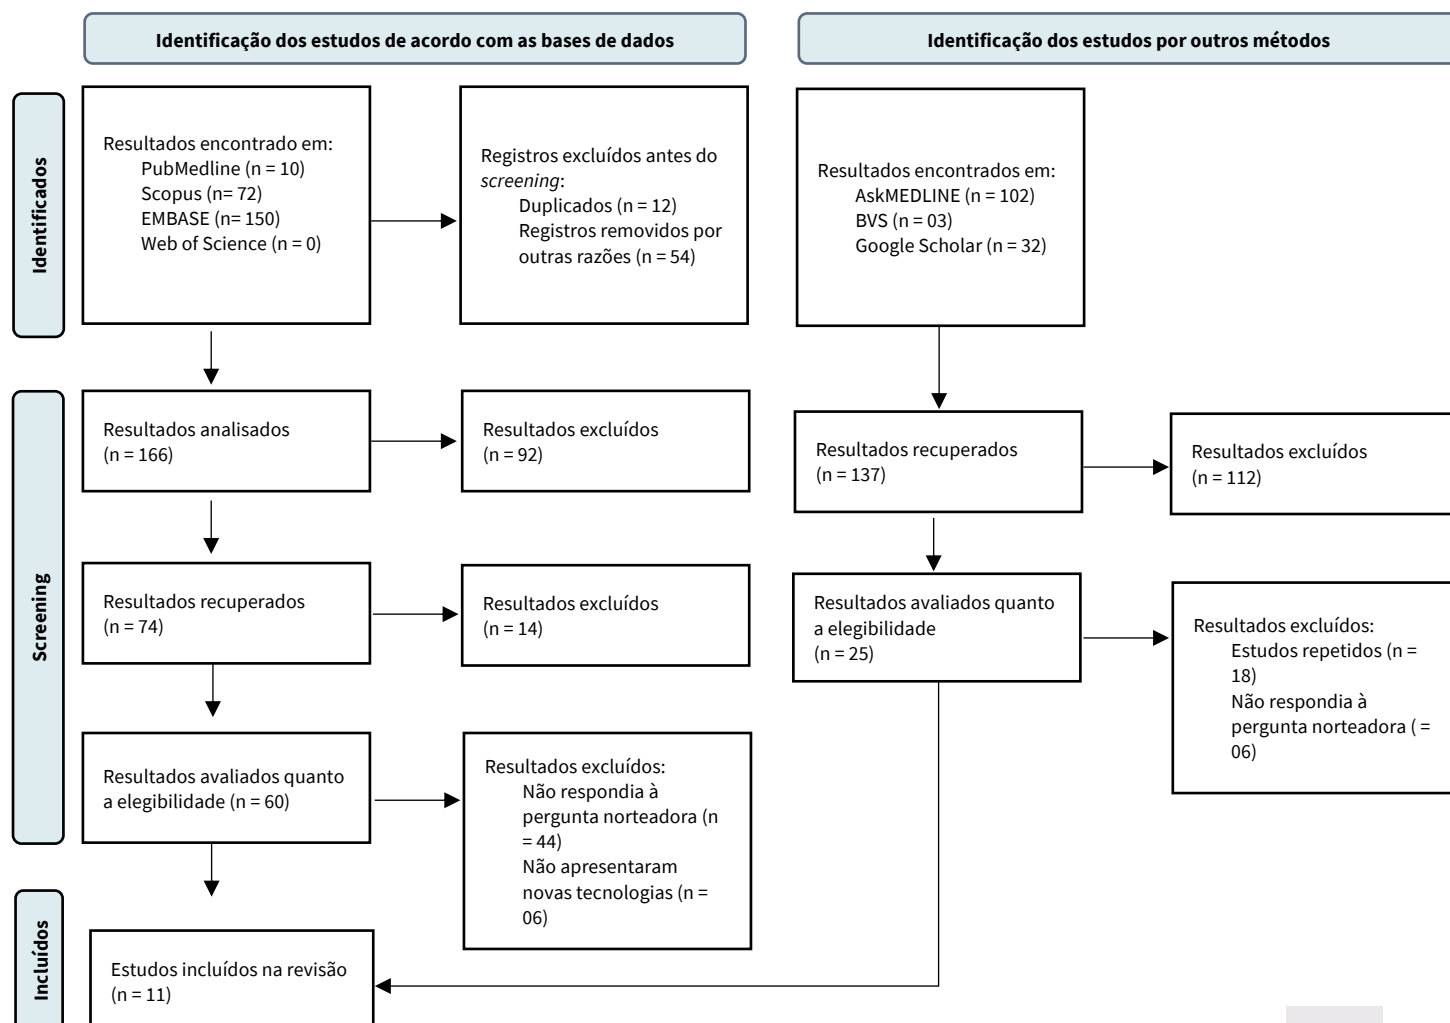 Identificação dos estudos de acordo com as bases de dados
Identificação dos estudos por outros métodos
Identificados
Resultados encontrado em:
PubMedline (n = 10)
Scopus (n= 72)
EMBASE (n= 150)
Web of Science (n = 0)
Registros excluídos antes do
screening:
Duplicados (n = 12)
Registros removidos por
outras razões (n = 54)
Resultados encontrados em:
AskMEDLINE (n = 102)
BVS (n = 03)
Google Scholar (n = 32)
Screening
Resultados analisados
(n = 166)
Resultados excluídos
(n = 92)
Resultados recuperados
(n = 137)
Resultados excluídos
(n = 112)
Resultados recuperados
(n = 74)
Resultados excluídos
(n = 14)
Resultados avaliados quanto
a elegibilidade
(n = 25)
Resultados excluídos:
Estudos repetidos (n =
18)
Não respondia à
pergunta norteadora ( =
06)
Resultados avaliados quanto
a elegibilidade (n = 60)
Resultados excluídos:
Não respondia à
pergunta norteadora (n
= 44)
Não apresentaram
novas tecnologias (n =
06)
Incluídos
Estudos incluídos na revisão
(n = 11)